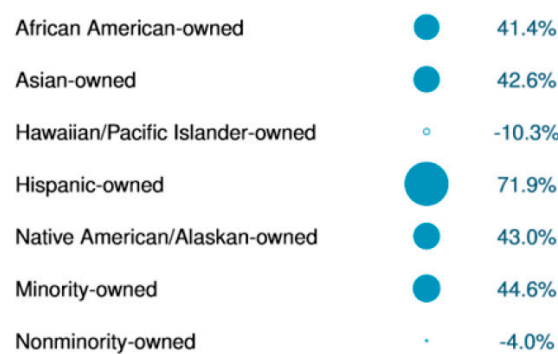 African American-owned 41.4%
Asian-owned 42.6%
Hawaiian/Pacific Islander-owned -10.3%
Hispanic-owned 71.9%
Native American/Alaskan-owned 43.0%
Minority-owned 44.6%
Nonminority-owned -4.0%